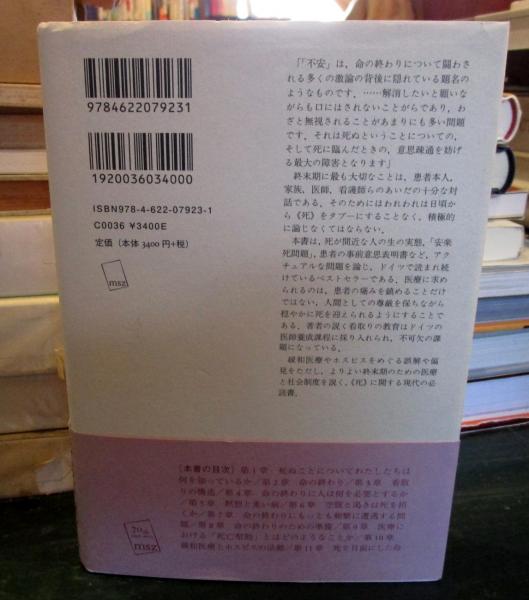 9784622079231
1920036034000
ISBN978-4-622-07923-1
C0036 ¥3400E
定価 (本体 3400 円+税)
msz
「「不安」は，命の終わりについて闘わさ
れる多くの激論の背後に隠れている題名の
ようなものです．……解消したいと願いな
がらも口にはされないことがらであり，わ
ざと無視されることがあまりにも多い問題
です．それは死ぬということについての，
そして死に臨んだときの，意思疎通を妨げ
る最大の障害となります」
終末期に最も大切なことは，患者本人，
家族，医師，看護師らのあいだの十分な対
話である．そのためにはわれわれは日頃か
ら《死》をタブーにすることなく，積極的
に論じなくてはならない．
本書は，死が間近な人の生の実態，「安楽
死問題」，患者の事前意思表明書など，アク
チュアルな問題を論じ，ドイツで読まれ続
けているベストセラーである．医療に求め
られるのは，患者の痛みを鎮めることだけ
ではない，人間としての尊厳を保ちながら
穏やかに死を迎えられるようにすることで
ある．著者の説く看取りの教育はドイツの
医師養成課程に採り入れられ，不可欠の課
題になっている．
緩和医療やホスピスをめぐる誤解や偏
見をただし，よりよい終末期のための医療
と社会制度を説く，《死》に関する現代の必
読書．
［本書の目次］第1章 死ぬことについてわたしたちは
何を知っているか／第2章 命の終わり／第3章 看取
りの構造／第4章 命の終わりに人は何を必要とするか
／第5章 瞑想と重い病／第6章 空腹と渇きは死を招
くか／第7章 命の終わりにもっとも頻繁に遭遇する問
題／第8章 命の終わりのための準備／第9章 医療に
おける「死亡幇助」とはどのようなことか／第10章
緩和医療とホスピスの法解／第11章 死を目前にした命
70th
msz